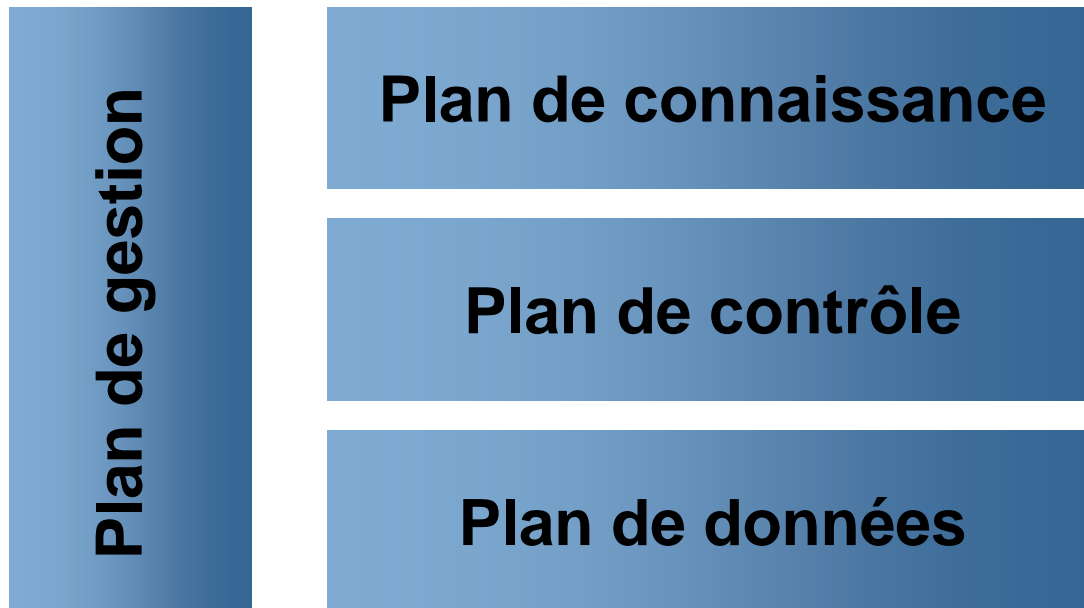 Plan de gestion
Plan de connaissance
Plan de contrôle
Plan de données